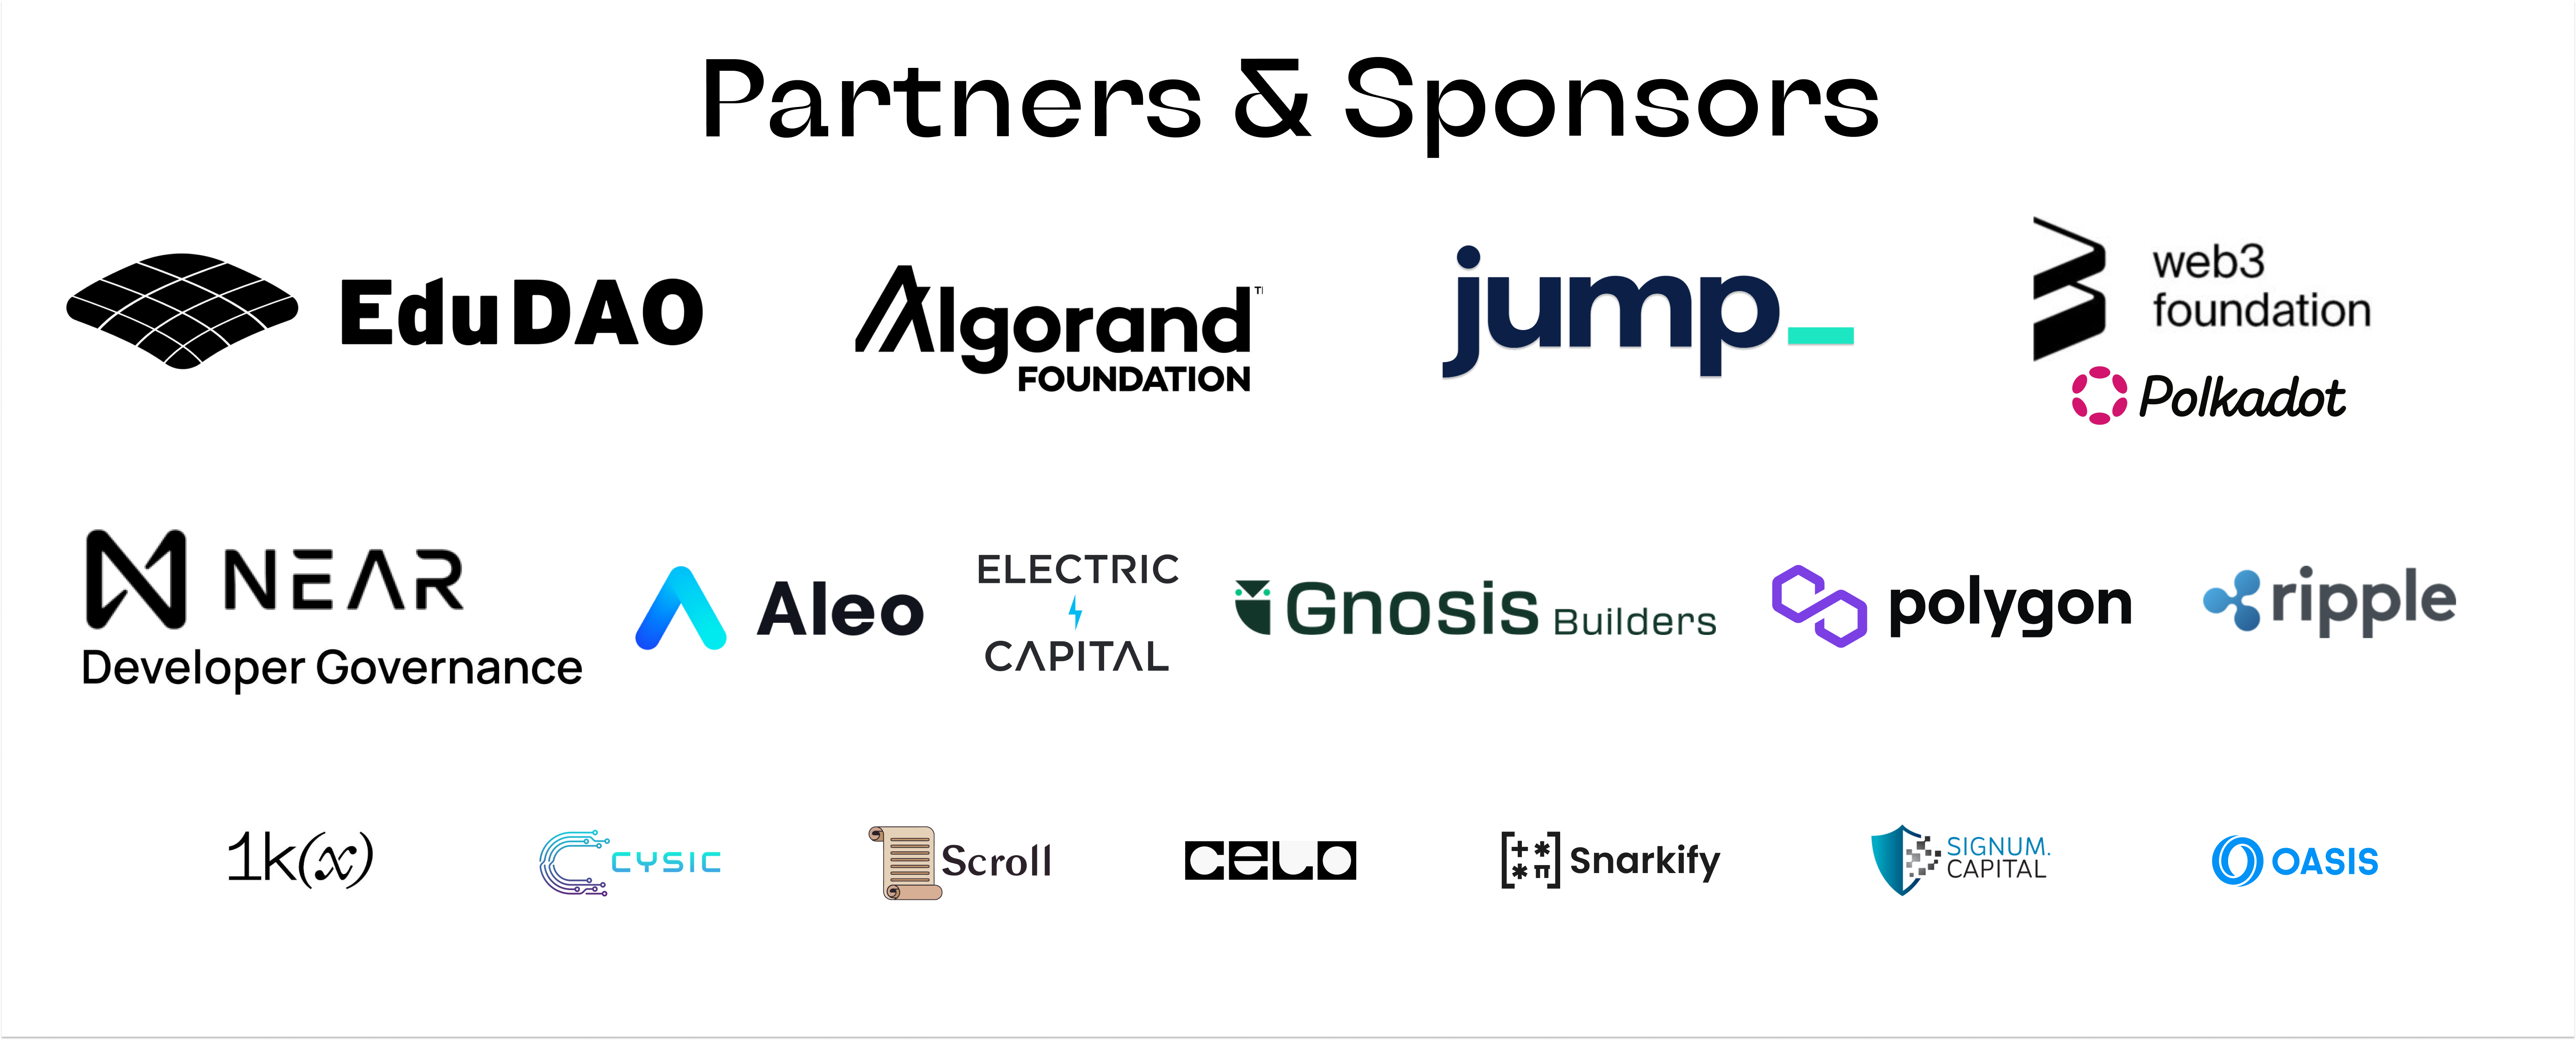 Partners & Sponsors
EduDAO
Algorand
FOUNDATION
jump_
web3
foundation
Polkadot
NEAR
Developer Governance
Aleo
ELECTRIC
CAPITAL
Gnosis Builders
polygon
ripple
1k(x)
CYSIC
Scroll
CELO
[+* *π] Snarkify
SIGNUM.
CAPITAL
OASIS